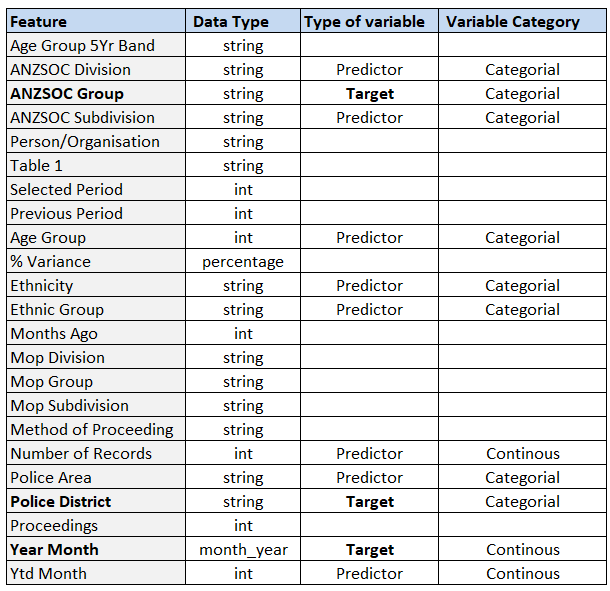 Feature Data Type Type of variable Variable Category
Age Group 5Yr Band string
ANZSOC Division string Predictor Categorial
ANZSOC Group string Target Categorial
ANZSOC Subdivision string Predictor Categorial
Person/Organisation string
Table 1 string
Selected Period int
Previous Period int
Age Group int Predictor Categorial
% Variance percentage
Ethnicity string Predictor Categorial
Ethnic Group string Predictor Categorial
Months Ago int
Mop Division string
Mop Group string
Mop Subdivision string
Method of Proceeding string
Number of Records int Predictor Continous
Police Area string Predictor Categorial
Police District string Target Categorial
Proceedings int
Year Month month_year Target Continous
Ytd Month int Predictor Continous